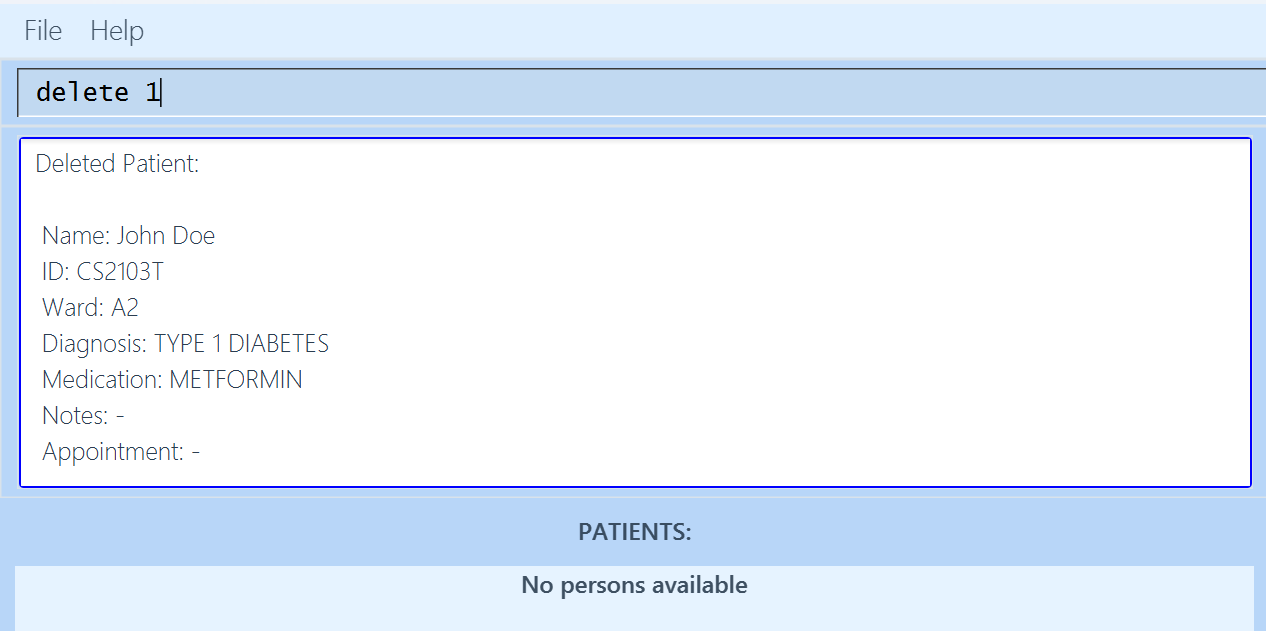 File Help
delete 1
Deleted Patient:
Name: John Doe
ID: CS2103T
Ward: A2
Diagnosis: TYPE 1 DIABETES
Medication: METFORMIN
Notes: -
Appointment: -
PATIENTS:
No persons available